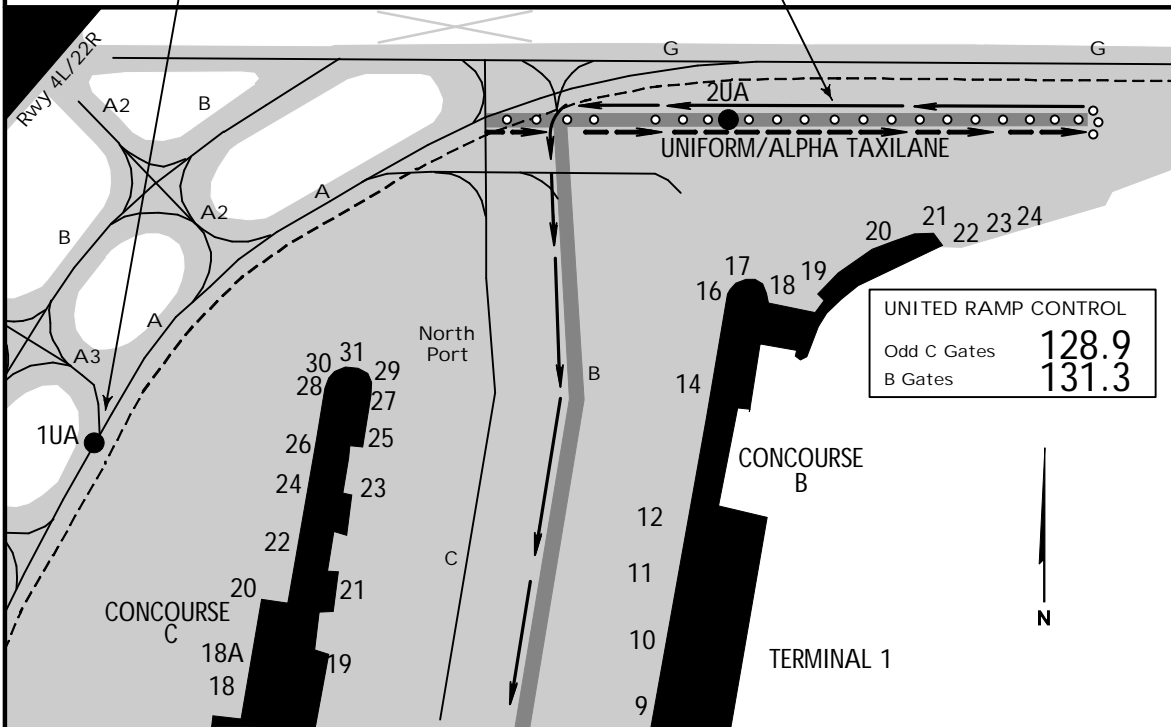 G
G
Rwy 4L/22R
A2
B
2UA
UNIFORM/ALPHA TAXILANE
A
A2
B
21
24
23
22
20
17
19
18
16
UNITED RAMP CONTROL
Odd C Gates 128.9
B Gates 131.3
A
North
Port
A3
31
30
29
28
27
B
14
1UA
26
25
CONCOURSE
B
24
23
12
22
C
11
20
21
CONCOURSE
C
N
10
18A
19
TERMINAL 1
18
9